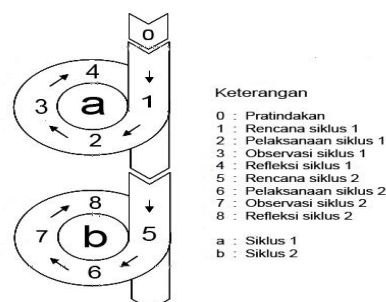 0
4
3
a
1
2
8
7
b
5
6
Keterangan
0 : Pratindakan
1 : Rencana siklus 1
2 : Pelaksanaan siklus 1
3 : Observasi siklus 1
4 : Refleksi siklus 1
5 : Rencana siklus 2
6 : Pelaksanaan siklus 2
7 : Observasi siklus 2
8 : Refleksi siklus 2
a : Siklus 1
b : Siklus 2